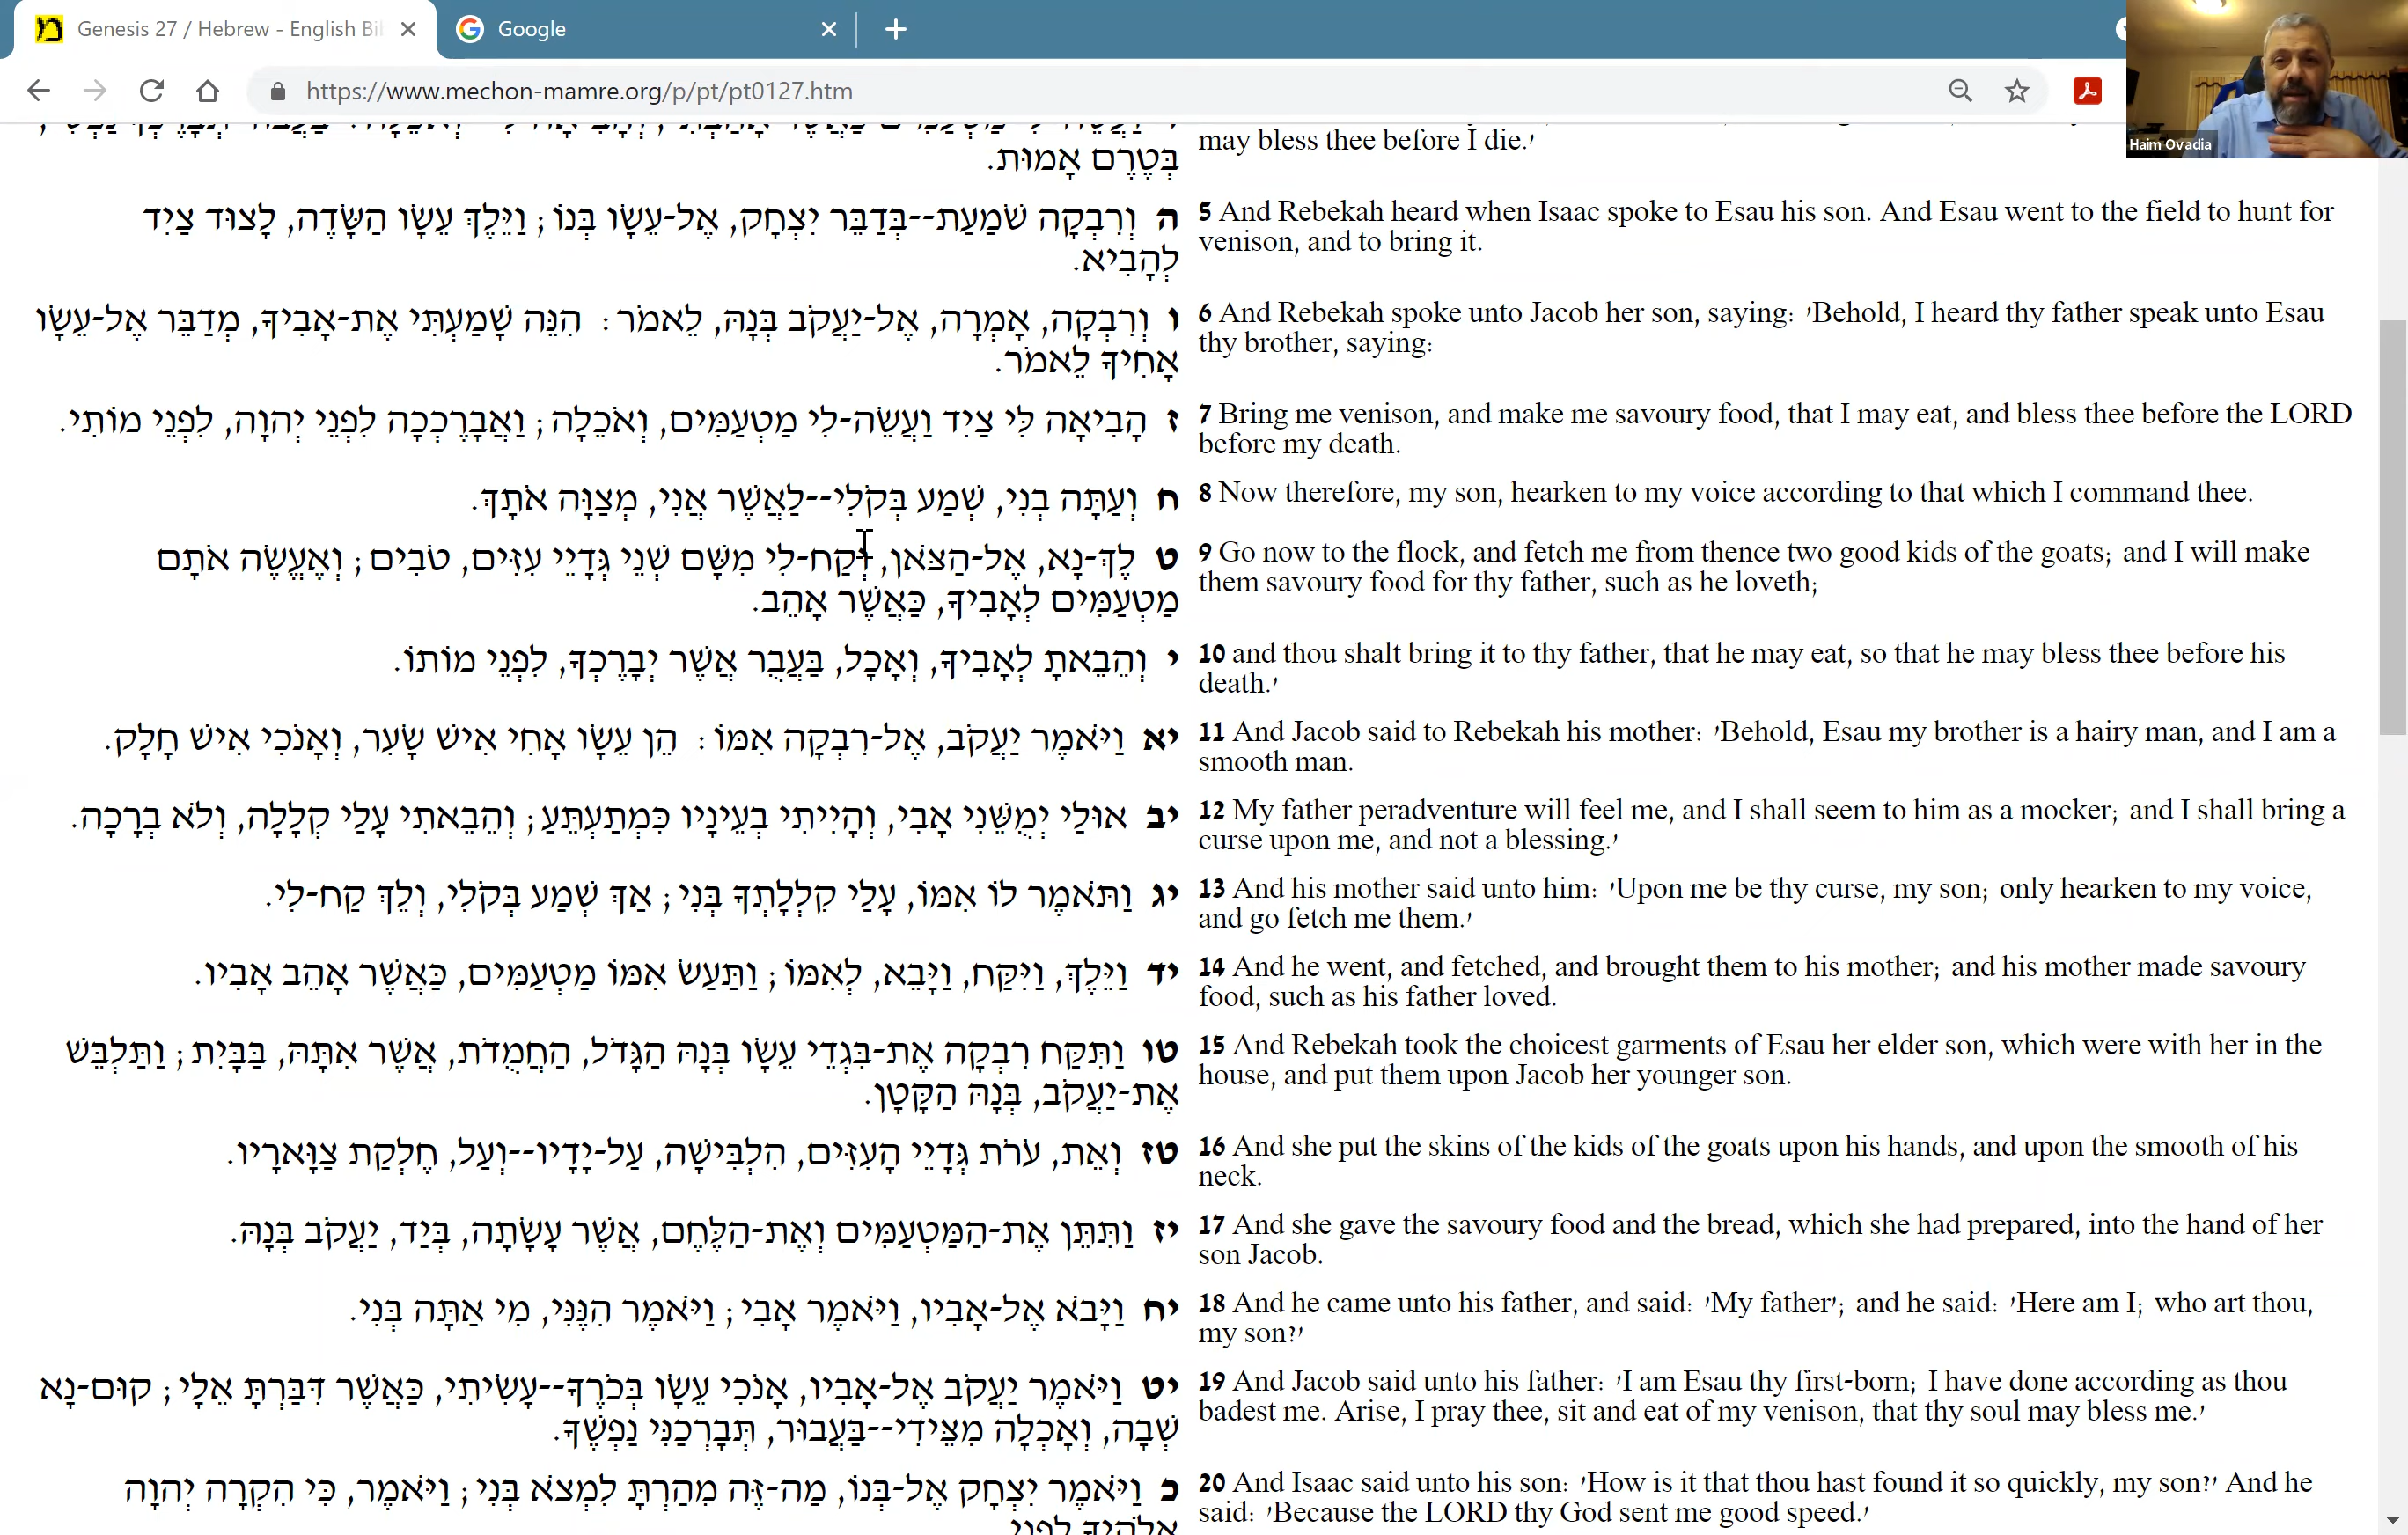 Genesis 27 / Hebrew - English Bi
Google
https://www.mechon-mamre.org/p/pt/pt0127.htm
Haim Ovadia
בְּטֶרֶם אָמוּת.
may bless thee before I die.'
ה וְרִבְקָה שֹׁמַעַת--בְּדַבֵּר יִצְחָק, אֶל-עֵשָׂו בְּנוֹ; וַיֵּלֶךְ עֵשָׂו הַשָּׂדֶה, לָצוּד צַיִד
לְהָבִיא.
5 And Rebekah heard when Isaac spoke to Esau his son. And Esau went to the field to hunt for
venison, and to bring it.
ו וְרִבְקָה, אָמְרָה, אֶל-יַעֲקֹב בְּנָהּ, לֵאמֹר: הִנֵּה שָׁמַעְתִּי אֶת-אָבִיךָ, מְדַבֵּר אֶל-עֵשָׂו
אָחִיךָ לֵאמֹר.
6 And Rebekah spoke unto Jacob her son, saying: 'Behold, I heard thy father speak unto Esau
thy brother, saying:
ז הָבִיאָה לִּי צַיִד וַעֲשֵׂה-לִי מַטְעַמִּים, וְאֹכֵלָה; וַאֲבָרֶכְכָה לִפְנֵי יְהוָה, לִפְנֵי מוֹתִי.
7 Bring me venison, and make me savoury food, that I may eat, and bless thee before the LORD
before my death.
ח וְעַתָּה בְנִי, שְׁמַע בְּקֹלִי--לַאֲשֶׁר אֲנִי, מְצַוָּה אֹתָךְ.
8 Now therefore, my son, hearken to my voice according to that which I command thee.
ט לֶךְ-נָא, אֶל-הַצֹּאן, וְקַח-לִי מִשָּׁם שְׁנֵי גְּדָיֵי עִזִּים, טֹבִים; וְאֶעֱשֶׂה אֹתָם
מַטְעַמִּים לְאָבִיךָ, כַּאֲשֶׁר אָהֵב.
9 Go now to the flock, and fetch me from thence two good kids of the goats; and I will make
them savoury food for thy father, such as he loveth;
י וְהֵבֵאתָ לְאָבִיךָ, וְאָכָל, בַּעֲבֻר אֲשֶׁר יְבָרֶכְךָ, לִפְנֵי מוֹתוֹ.
10 and thou shalt bring it to thy father, that he may eat, so that he may bless thee before his
death.'
יא וַיֹּאמֶר יַעֲקֹב, אֶל-רִבְקָה אִמּוֹ: הֵן עֵשָׂו אָחִי אִישׁ שָׂעִר, וְאָנֹכִי אִישׁ חָלָק.
11 And Jacob said to Rebekah his mother: 'Behold, Esau my brother is a hairy man, and I am a
smooth man.
יב אוּלַי יְמֻשֵּׁנִי אָבִי, וְהָיִיתִי בְעֵינָיו כִּמְתַעְתֵּעַ; וְהֵבֵאתִי עָלַי קְלָלָה, וְלֹא בְרָכָה.
12 My father peradventure will feel me, and I shall seem to him as a mocker; and I shall bring a
curse upon me, and not a blessing.'
יג וַתֹּאמֶר לוֹ אִמּוֹ, עָלַי קִלְלָתְךָ בְּנִי; אַךְ שְׁמַע בְּקֹלִי, וְלֵךְ קַח-לִי.
13 And his mother said unto him: 'Upon me be thy curse, my son; only hearken to my voice,
and go fetch me them.'
יד וַיֵּלֶךְ, וַיִּקַּח, וַיָּבֵא, לְאִמּוֹ; וַתַּעַשׂ אִמּוֹ מַטְעַמִּים, כַּאֲשֶׁר אָהֵב אָבִיו.
14 And he went, and fetched, and brought them to his mother; and his mother made savoury
food, such as his father loved.
טו וַתִּקַּח רִבְקָה אֶת-בִּגְדֵי עֵשָׂו בְּנָהּ הַגָּדֹל, הַחֲמֻדֹת, אֲשֶׁר אִתָּהּ, בַּבָּיִת; וַתַּלְבֵּשׁ
אֶת-יַעֲקֹב, בְּנָהּ הַקָּטָן.
15 And Rebekah took the choicest garments of Esau her elder son, which were with her in the
house, and put them upon Jacob her younger son.
טז וְאֵת, עֹרֹת גְּדָיֵי הָעִזִּים, הִלְבִּישָׁה, עַל-יָדָיו--וְעַל, חֶלְקַת צַוָּארָיו.
16 And she put the skins of the kids of the goats upon his hands, and upon the smooth of his
neck.
יז וַתִּתֵּן אֶת-הַמַּטְעַמִּים וְאֶת-הַלֶּחֶם, אֲשֶׁר עָשָׂתָה, בְּיַד, יַעֲקֹב בְּנָהּ.
17 And she gave the savoury food and the bread, which she had prepared, into the hand of her
son Jacob.
יח וַיָּבֹא אֶל-אָבִיו, וַיֹּאמֶר אָבִי; וַיֹּאמֶר הִנֶּנִּי, מִי אַתָּה בְּנִי.
18 And he came unto his father, and said: 'My father'; and he said: 'Here am I; who art thou,
my son?'
יט וַיֹּאמֶר יַעֲקֹב אֶל-אָבִיו, אָנֹכִי עֵשָׂו בְּכֹרֶךָ--עָשִׂיתִי, כַּאֲשֶׁר דִּבַּרְתָּ אֵלָי; קוּם-נָא
שְׁבָה, וְאָכְלָה מִצֵּידִי--בַּעֲבוּר, תְּבָרְכַנִּי נַפְשֶׁךָ.
19 And Jacob said unto his father: 'I am Esau thy first-born; I have done according as thou
badest me. Arise, I pray thee, sit and eat of my venison, that thy soul may bless me.'
כ וַיֹּאמֶר יִצְחָק אֶל-בְּנוֹ, מַה-זֶּה מִהַרְתָּ לִמְצֹא בְּנִי; וַיֹּאמֶר, כִּי הִקְרָה יְהוָה
אֱלֹהֶיךָ לְפָנָי
20 And Isaac said unto his son: 'How is it that thou hast found it so quickly, my son?' And he
said: 'Because the LORD thy God sent me good speed.'